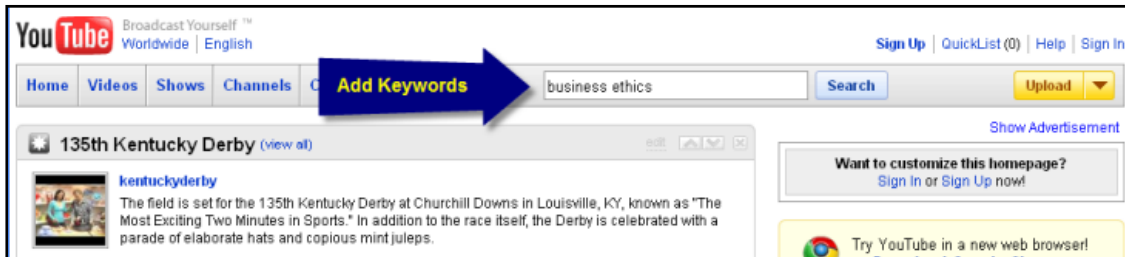 YouTube Broadcast Yourself ™
Worldwide | English
Sign Up | QuickList (0) | Help | Sign In
Home Videos Shows Channels Add Keywords business ethics Search Upload
135th Kentucky Derby (view all) edit
Show Advertisement
kentuckyderby
The field is set for the 135th Kentucky Derby at Churchill Downs in Louisville, KY, known as "The
Most Exciting Two Minutes in Sports." In addition to the race itself, the Derby is celebrated with a
parade of elaborate hats and copious mint juleps.
Want to customize this homepage?
Sign In or Sign Up now!
Try YouTube in a new web browser!